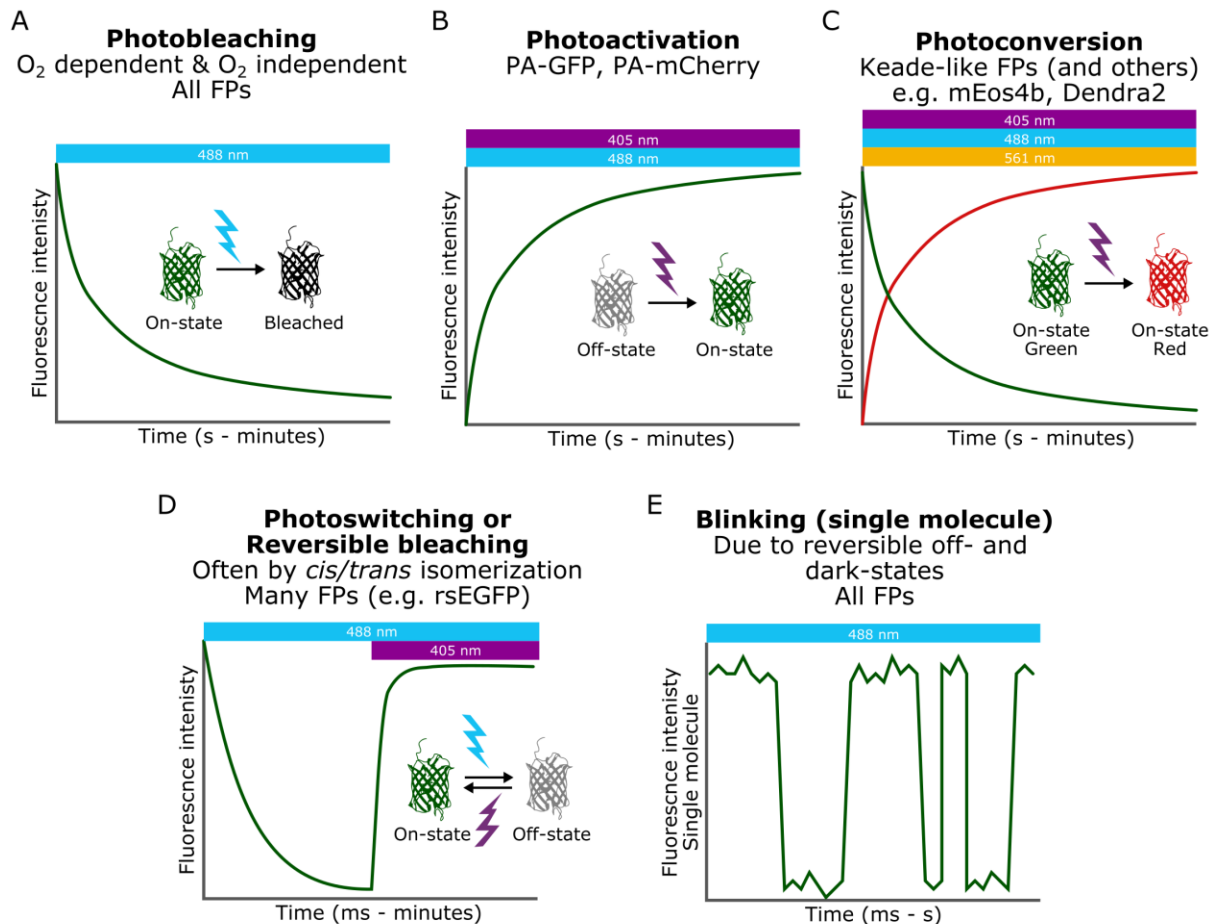 A
Photobleaching
O2 dependent & O2 independent
All FPs
488 nm
Fluorescnce intenisty
On-state
Bleached
Time (s - minutes)
B
Photoactivation
PA-GFP, PA-mCherry
405 nm
488 nm
Fluorescnce intenisty
Off-state
On-state
Time (s - minutes)
C
Photoconversion
Keade-like FPs (and others)
e.g. mEos4b, Dendra2
405 nm
488 nm
561 nm
Fluorescnce intenisty
On-state
Green
On-state
Red
Time (s - minutes)
D
Photoswitching or
Reversible bleaching
Often by cis/trans isomerization
Many FPs (e.g. rsEGFP)
488 nm
405 nm
Fluorescnce intenisty
On-state
Off-state
Time (ms - minutes)
E
Blinking (single molecule)
Due to reversible off- and
dark-states
All FPs
488 nm
Fluorescnce intenisty
Single molecule
Time (ms - s)